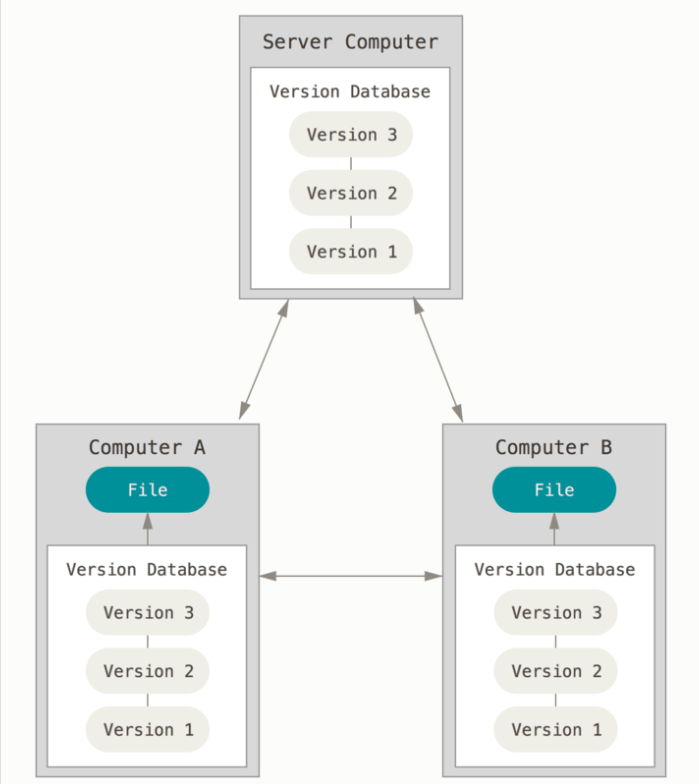 Server Computer
Version Database
Version 3
Version 2
Version 1
Computer A
File
Version Database
Version 3
Version 2
Version 1
Computer B
File
Version Database
Version 3
Version 2
Version 1